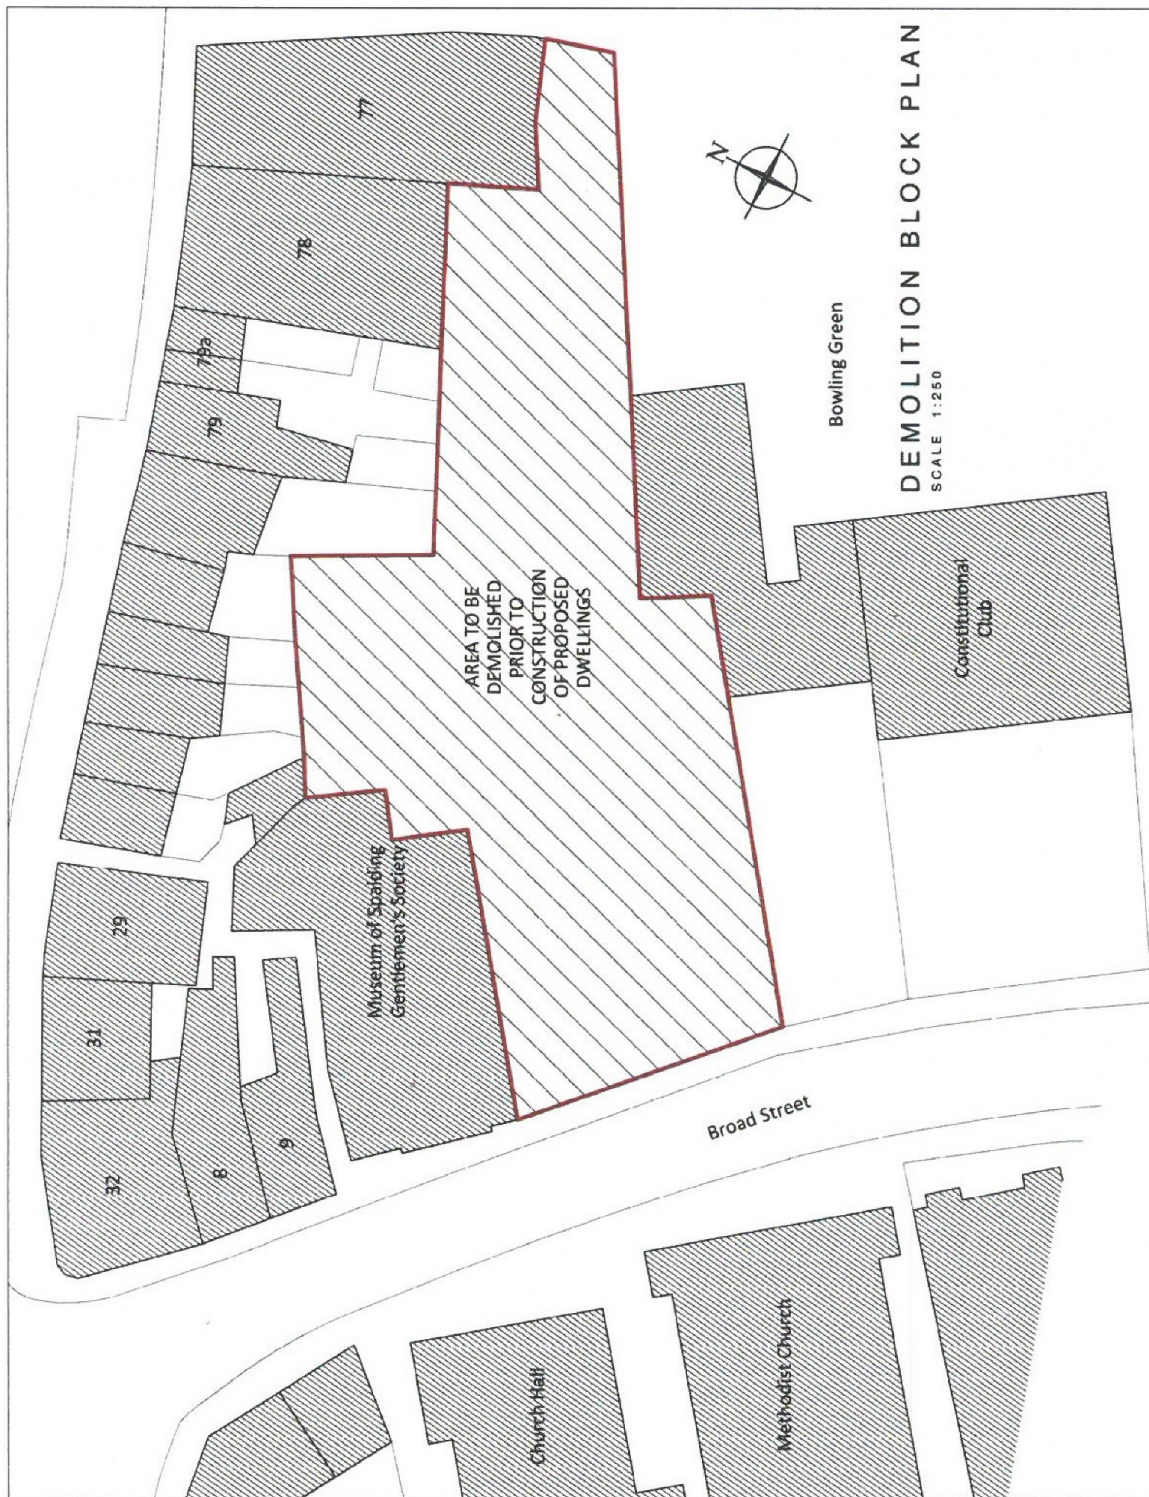 DEMOLITION BLOCK PLAN
SCALE 1:250
N
77
78
79a
79
29
31
32
8
9
Museum of Spalding
Gentlemen's Society
AREA TO BE
DEMOLISHED
PRIOR TO
CONSTRUCTION
OF PROPOSED
DWELLINGS
Bowling Green
Constitutional
Club
Broad Street
Church Hall
Methodist Church